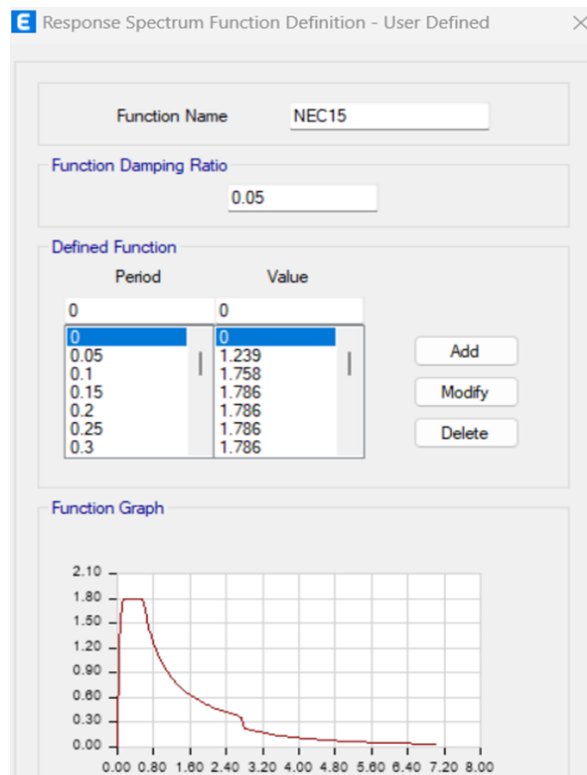 E Response Spectrum Function Definition - User Defined
Function Name NEC15
Function Damping Ratio
0.05
Defined Function
Period Value
0 0
0 0
0.05 1.239
0.1 1.758
0.15 1.786
0.2 1.786
0.25 1.786
0.3 1.786
Add
Modify
Delete
Function Graph
2.10
1.80
1.50
1.20
0.90
0.60
0.30
0.00
0.00 0.80 1.60 2.40 3.20 4.00 4.80 5.60 6.40 7.20 8.00